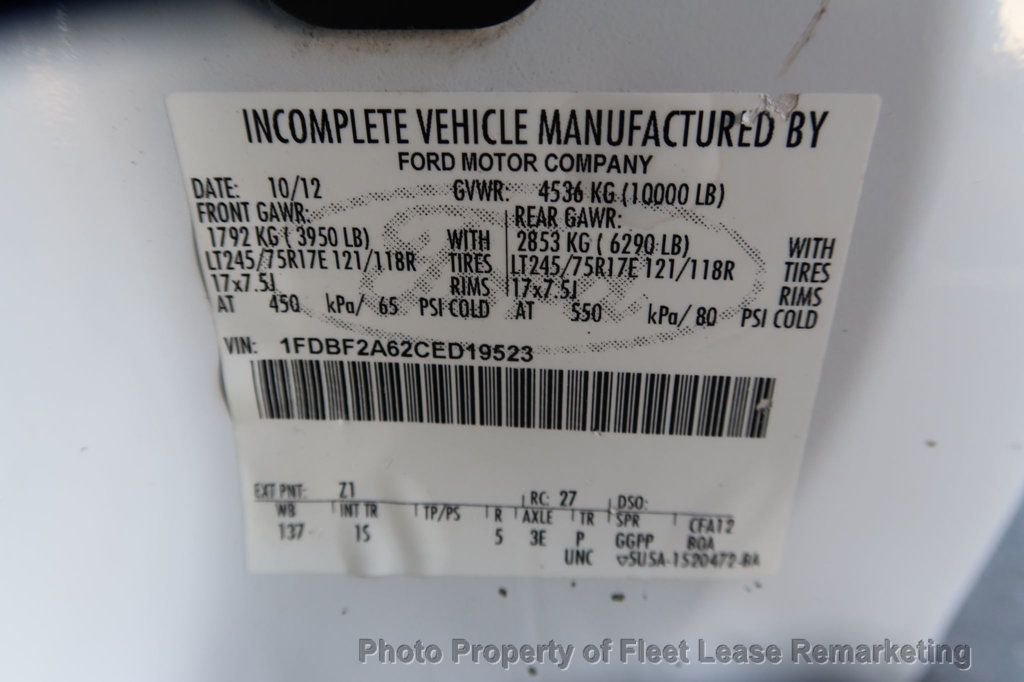 INCOMPLETE VEHICLE MANUFACTURED BY
FORD MOTOR COMPANY
DATE: 10/12 GVWR: 4536 KG (10000 LB)
FRONT GAWR: REAR GAWR:
1792 KG ( 3950 LB) WITH 2853 KG ( 6290 LB) WITH
LT245/75R17E 121/118R TIRES LT245/75R17E 121/118R TIRES
17x7.5J RIMS 17x7.5J RIMS
AT 450 kPa/ 65 PSI COLD AT 550 kPa/ 80 PSI COLD
VIN: 1FDBF2A62CED19523
EXT PNT: Z1 RC: 27 DSO:
WB INT TR TP/PS R AXLE TR SPR CFA12
137 1S 5 3E P GGPP BOA
UNC 5USA-1520472-BA
Photo Property of Fleet Lease Remarketing